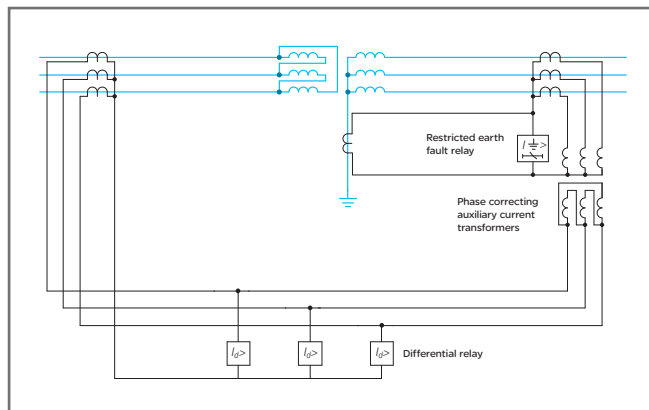 Restricted earth
fault relay
I >
Phase correcting
auxiliary current
transformers
Id>
Id>
Id>
Differential relay